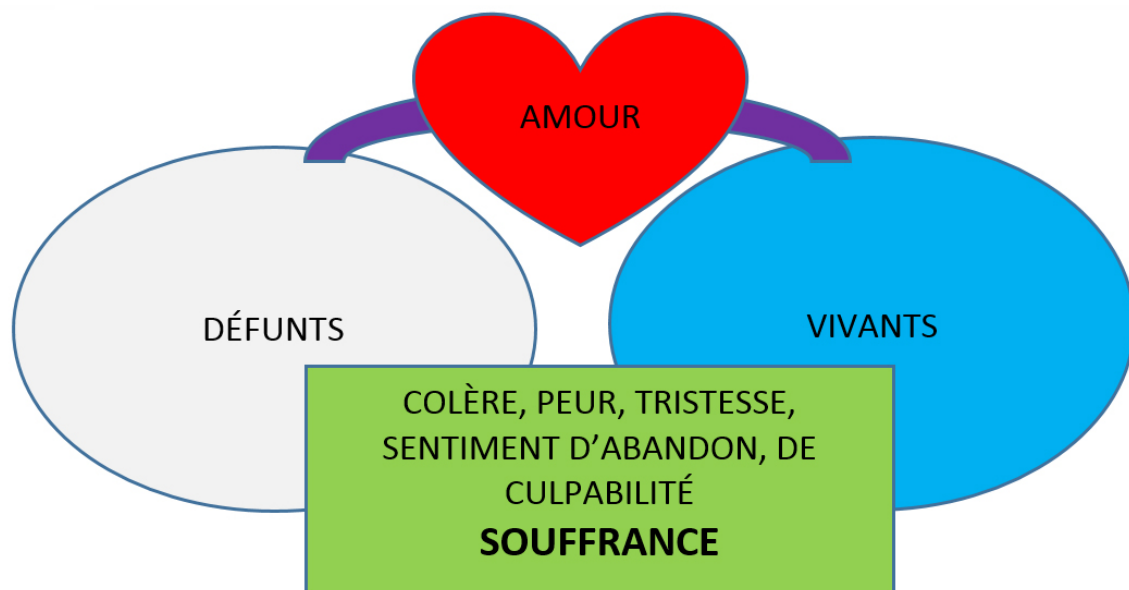 AMOUR
DÉFUNTS
VIVANTS
COLÈRE, PEUR, TRISTESSE,
SENTIMENT D’ABANDON, DE
CULPABILITÉ
SOUFFRANCE